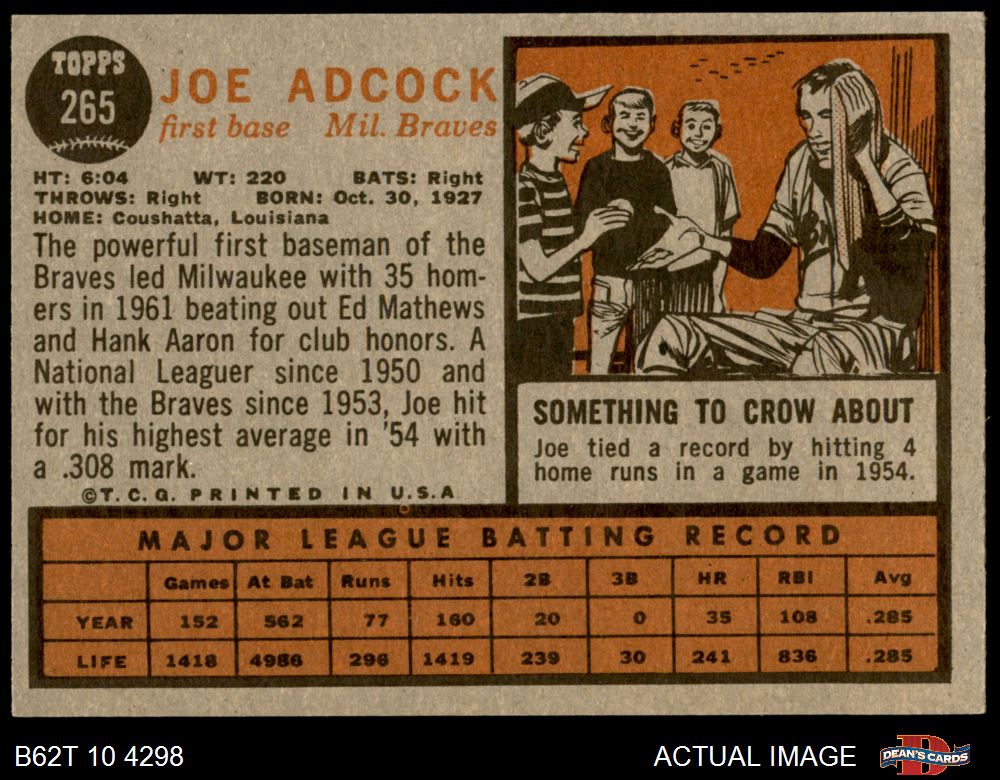 TOPPS
265
JOE ADCOCK
first base Mil. Braves
HT: 6:04 WT: 220 BATS: Right
THROWS: Right BORN: Oct. 30, 1927
HOME: Coushatta, Louisiana
The powerful first baseman of the
Braves led Milwaukee with 35 hom-
ers in 1961 beating out Ed Mathews
and Hank Aaron for club honors. A
National Leaguer since 1950 and
with the Braves since 1953, Joe hit
for his highest average in '54 with
a .308 mark.
©T.C.G. PRINTED IN U.S.A
SOMETHING TO CROW ABOUT
Joe tied a record by hitting 4
home runs in a game in 1954.
MAJOR LEAGUE BATTING RECORD
Games At Bat Runs Hits 2B 3B HR RBI Avg
YEAR 152 562 77 160 20 0 35 108 .285
LIFE 1418 4986 296 1419 239 30 241 836 .285
B62T 10 4298
ACTUAL IMAGE
DEAN'S CARDS